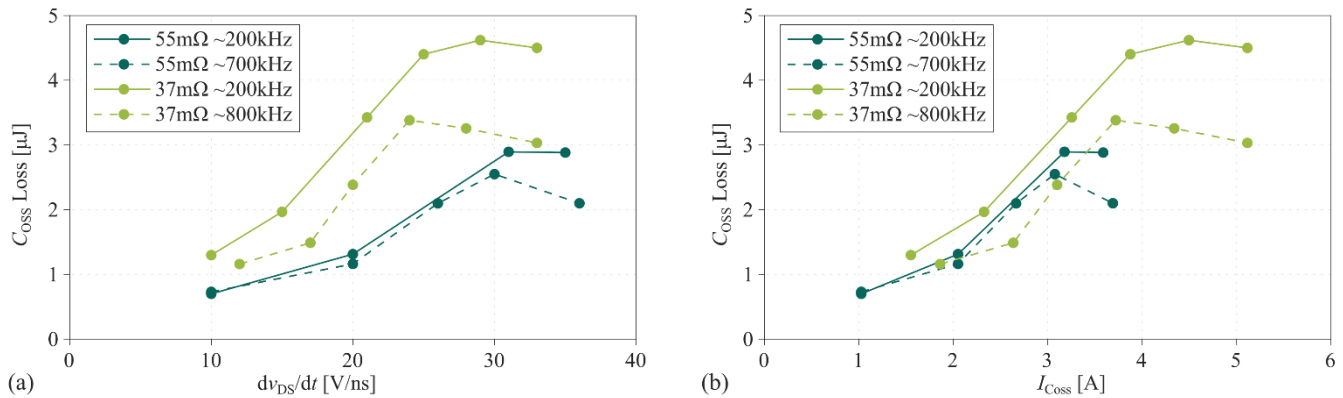 5
4
3
2
1
0
C_OSS Loss [µJ]
55mΩ ~200kHz
55mΩ ~700kHz
37mΩ ~200kHz
37mΩ ~800kHz
0 10 20 30 40
dv_DS/dt [V/ns]
(a)
5
4
3
2
1
0
C_OSS Loss [µJ]
55mΩ ~200kHz
55mΩ ~700kHz
37mΩ ~200kHz
37mΩ ~800kHz
0 1 2 3 4 5 6
I_Coss [A]
(b)